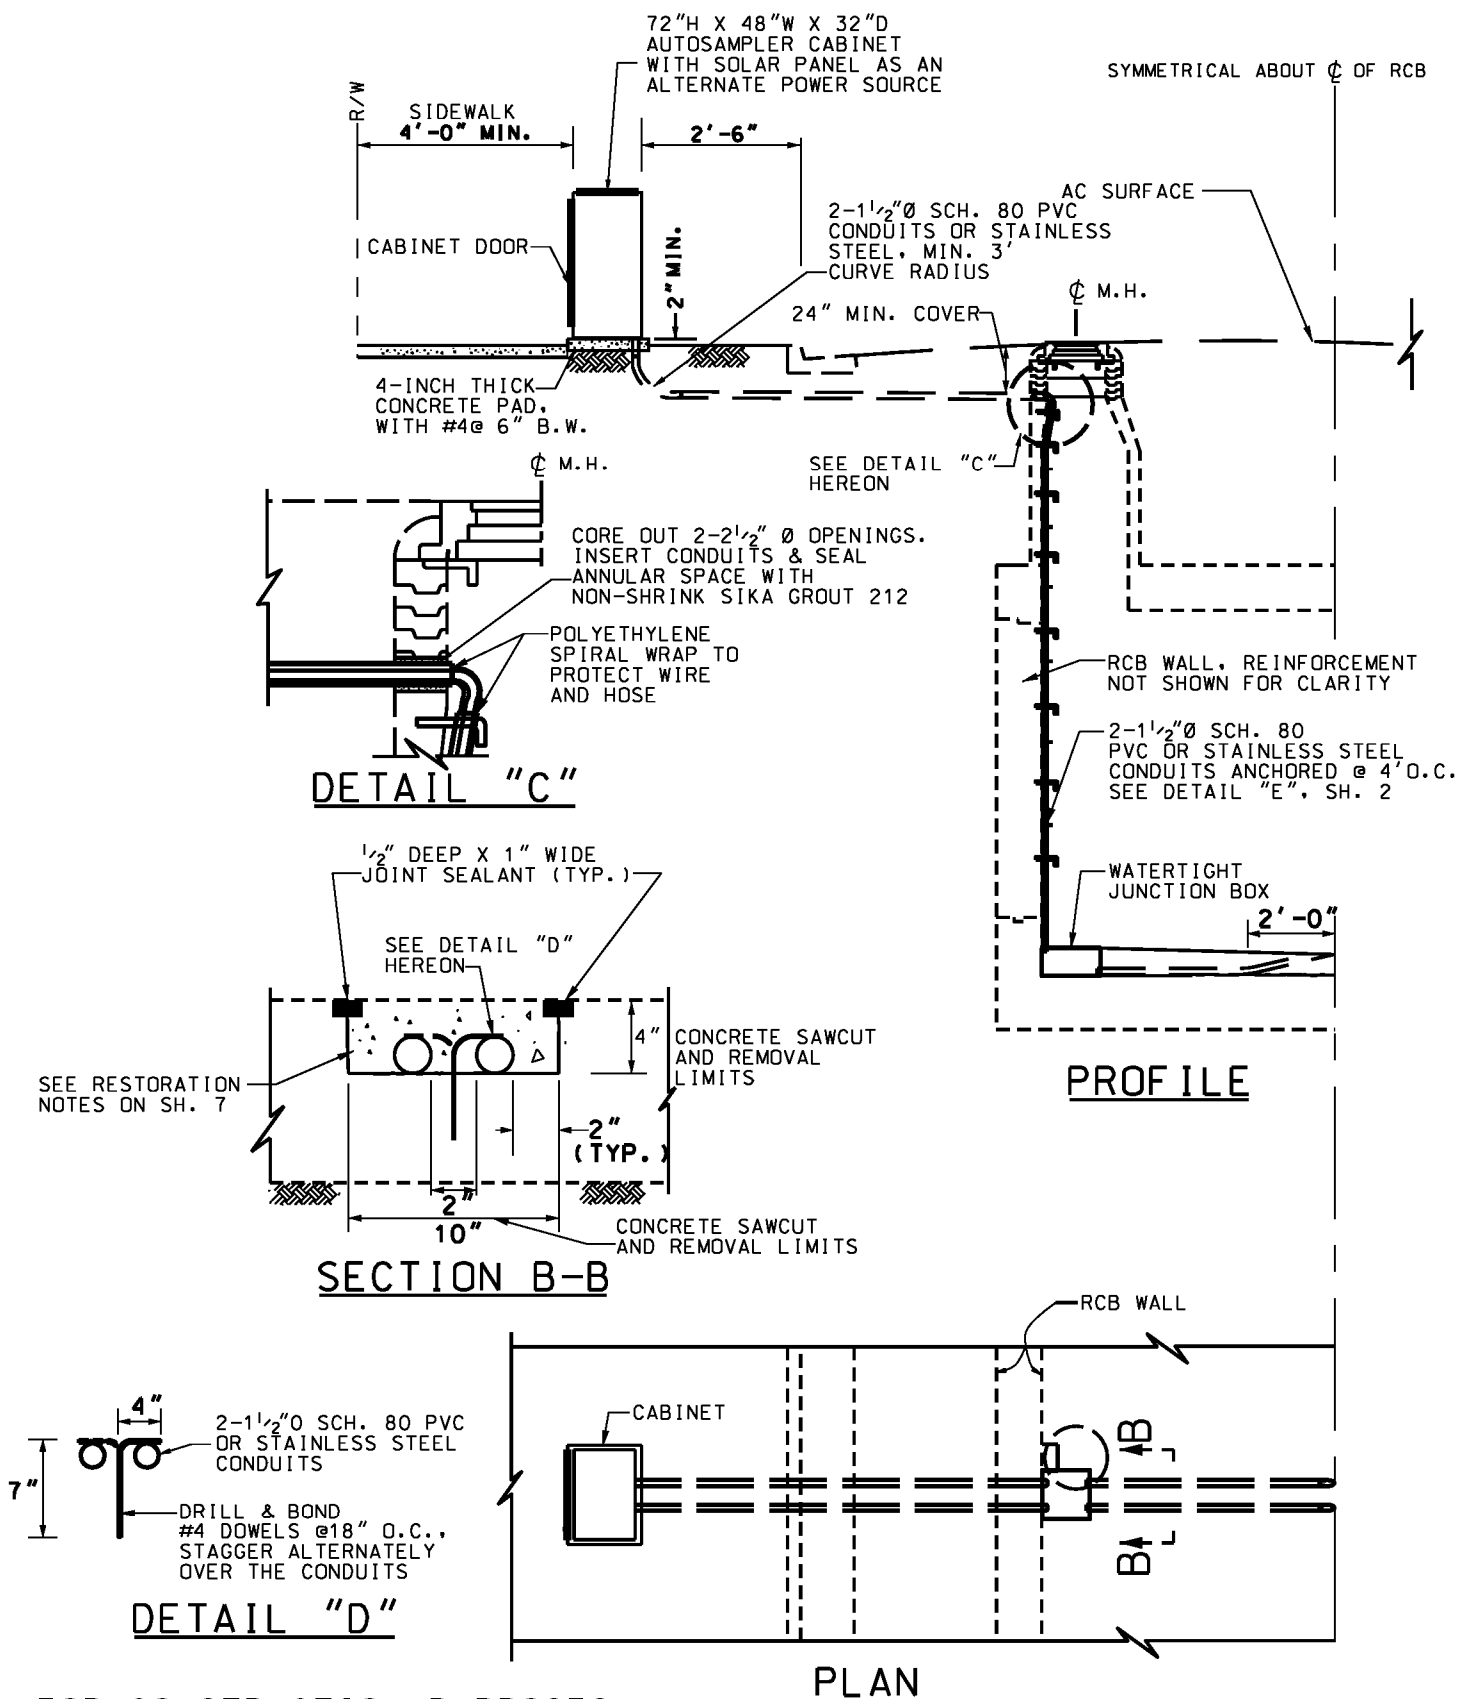 72"H X 48"W X 32"D
AUTOSAMPLER CABINET
WITH SOLAR PANEL AS AN
ALTERNATE POWER SOURCE
SYMMETRICAL ABOUT ℄ OF RCB
R/W
SIDEWALK
4'-0" MIN.
2'-6"
AC SURFACE
2-1½"Ø SCH. 80 PVC
CONDUITS OR STAINLESS
STEEL, MIN. 3'
CURVE RADIUS
CABINET DOOR
2" MIN.
℄ M.H.
24" MIN. COVER
4-INCH THICK
CONCRETE PAD,
WITH #4@ 6" B.W.
SEE DETAIL "C"
HEREON
℄ M.H.
CORE OUT 2-2½" Ø OPENINGS.
INSERT CONDUITS & SEAL
ANNULAR SPACE WITH
NON-SHRINK SIKA GROUT 212
POLYETHYLENE
SPIRAL WRAP TO
PROTECT WIRE
AND HOSE
DETAIL "C"
RCB WALL, REINFORCEMENT
NOT SHOWN FOR CLARITY
2-1½"Ø SCH. 80
PVC OR STAINLESS STEEL
CONDUITS ANCHORED @ 4'O.C.
SEE DETAIL "E", SH. 2
WATERTIGHT
JUNCTION BOX
2'-0"
PROFILE
½" DEEP X 1" WIDE
JOINT SEALANT (TYP.)
SEE DETAIL "D"
HEREON
4"
CONCRETE SAWCUT
AND REMOVAL
LIMITS
SEE RESTORATION
NOTES ON SH. 7
2"
(TYP.)
2"
10"
CONCRETE SAWCUT
AND REMOVAL LIMITS
SECTION B-B
RCB WALL
CABINET
B
B
PLAN
4"
7"
2-1½"O SCH. 80 PVC
OR STAINLESS STEEL
CONDUITS
DRILL & BOND
#4 DOWELS @18" O.C.,
STAGGER ALTERNATELY
OVER THE CONDUITS
DETAIL "D"